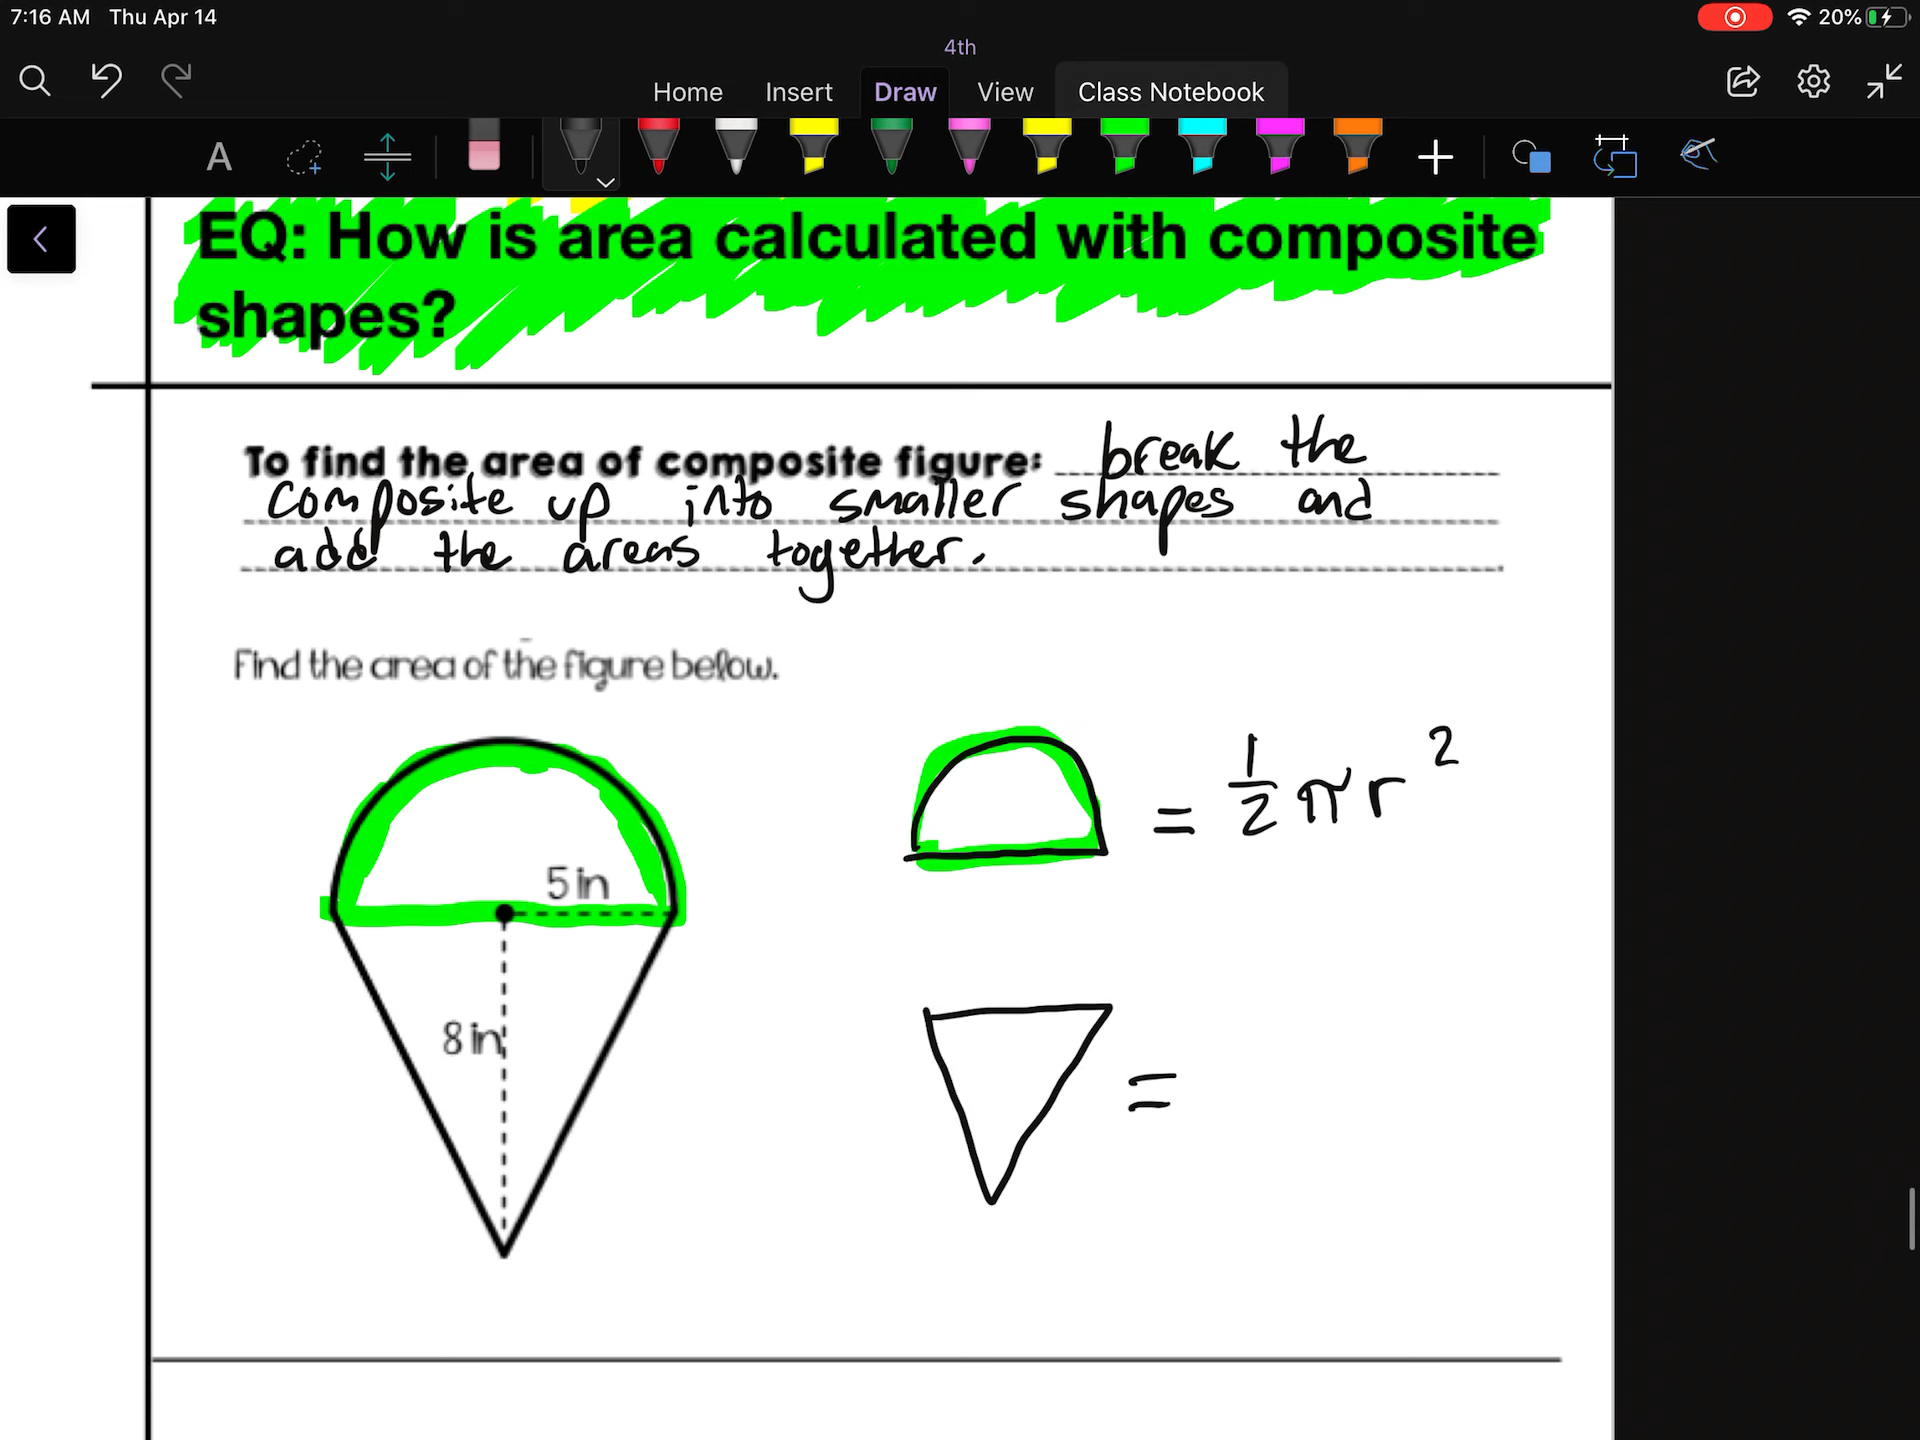 7:16 AM Thu Apr 14
20%
4th
Home Insert Draw View Class Notebook
A
EQ: How is area calculated with composite
shapes?
To find the area of composite figure: break the
composite up into smaller shapes and
add the areas together.
Find the area of the figure below.
= 1/2 πr²
5 in
8 in
=